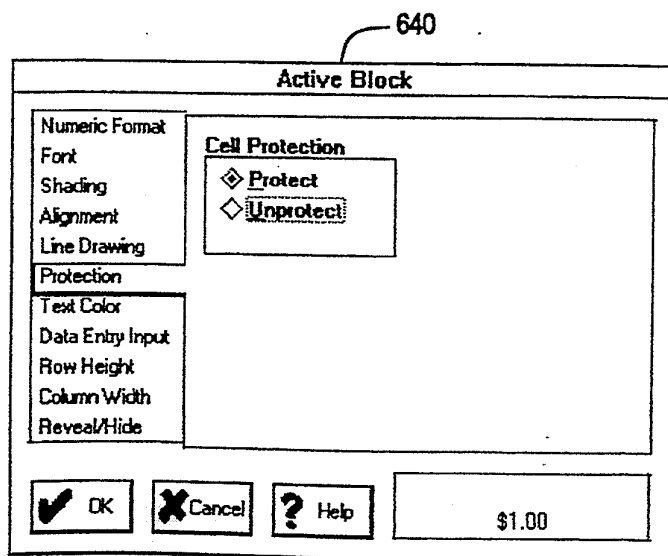 640
Active Block
Numeric Format
Font
Shading
Alignment
Line Drawing
Protection
Text Color
Data Entry Input
Row Height
Column Width
Reveal/Hide
Cell Protection
Protect
Unprotect
OK
Cancel
Help
$1.00